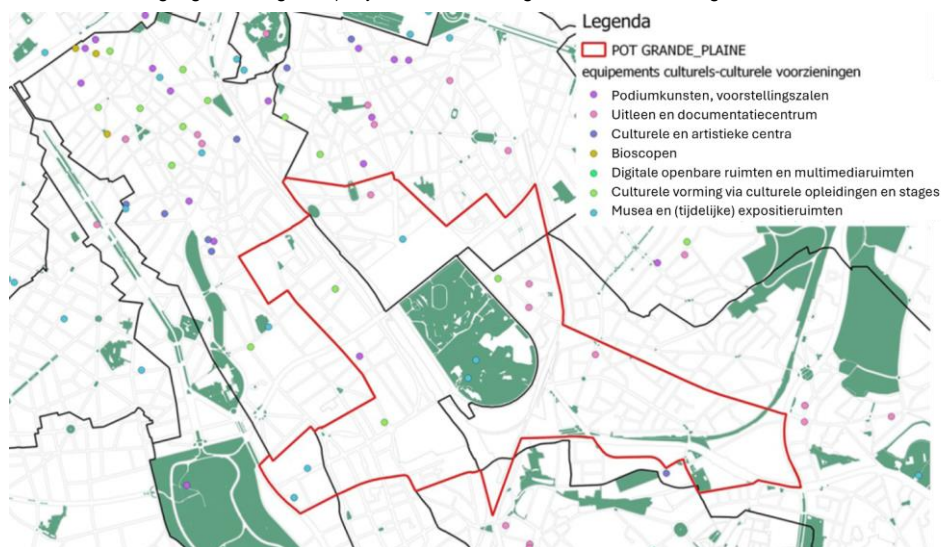 Legenda
POT GRANDE_PLAINE
equipements culturels-culturele voorzieningen
Podiumkunsten, voorstellingszalen
Uitleen en documentatiecentrum
Culturele en artistieke centra
Bioscopen
Digitale openbare ruimten en multimediaruimten
Culturele vorming via culturele opleidingen en stages
Musea en (tijdelijke) expositieruimten